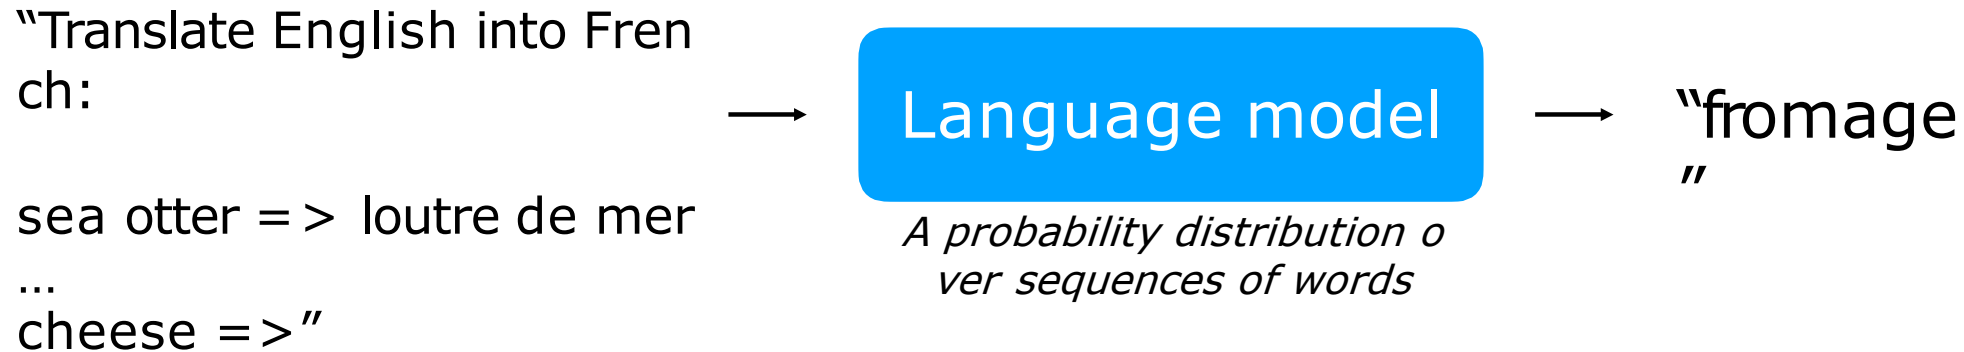 “Translate English into Fren
ch:
sea otter => loutre de mer
…
cheese =>”
Language model
A probability distribution o
ver sequences of words
“fromage
”